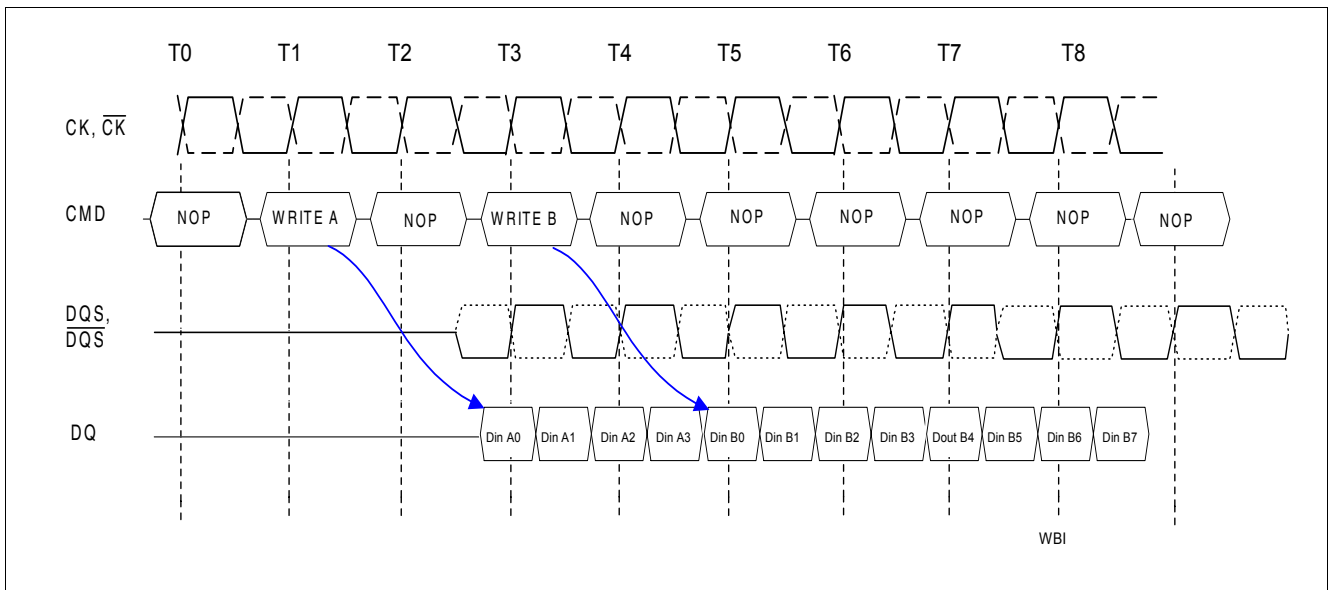 T0 T1 T2 T3 T4 T5 T6 T7 T8
CK, CK
CMD NOP WRITE A NOP WRITE B NOP NOP NOP NOP NOP NOP
DQS,
DQS
DQ Din A0 Din A1 Din A2 Din A3 Din B0 Din B1 Din B2 Din B3 Dout B4 Din B5 Din B6 Din B7
WBI